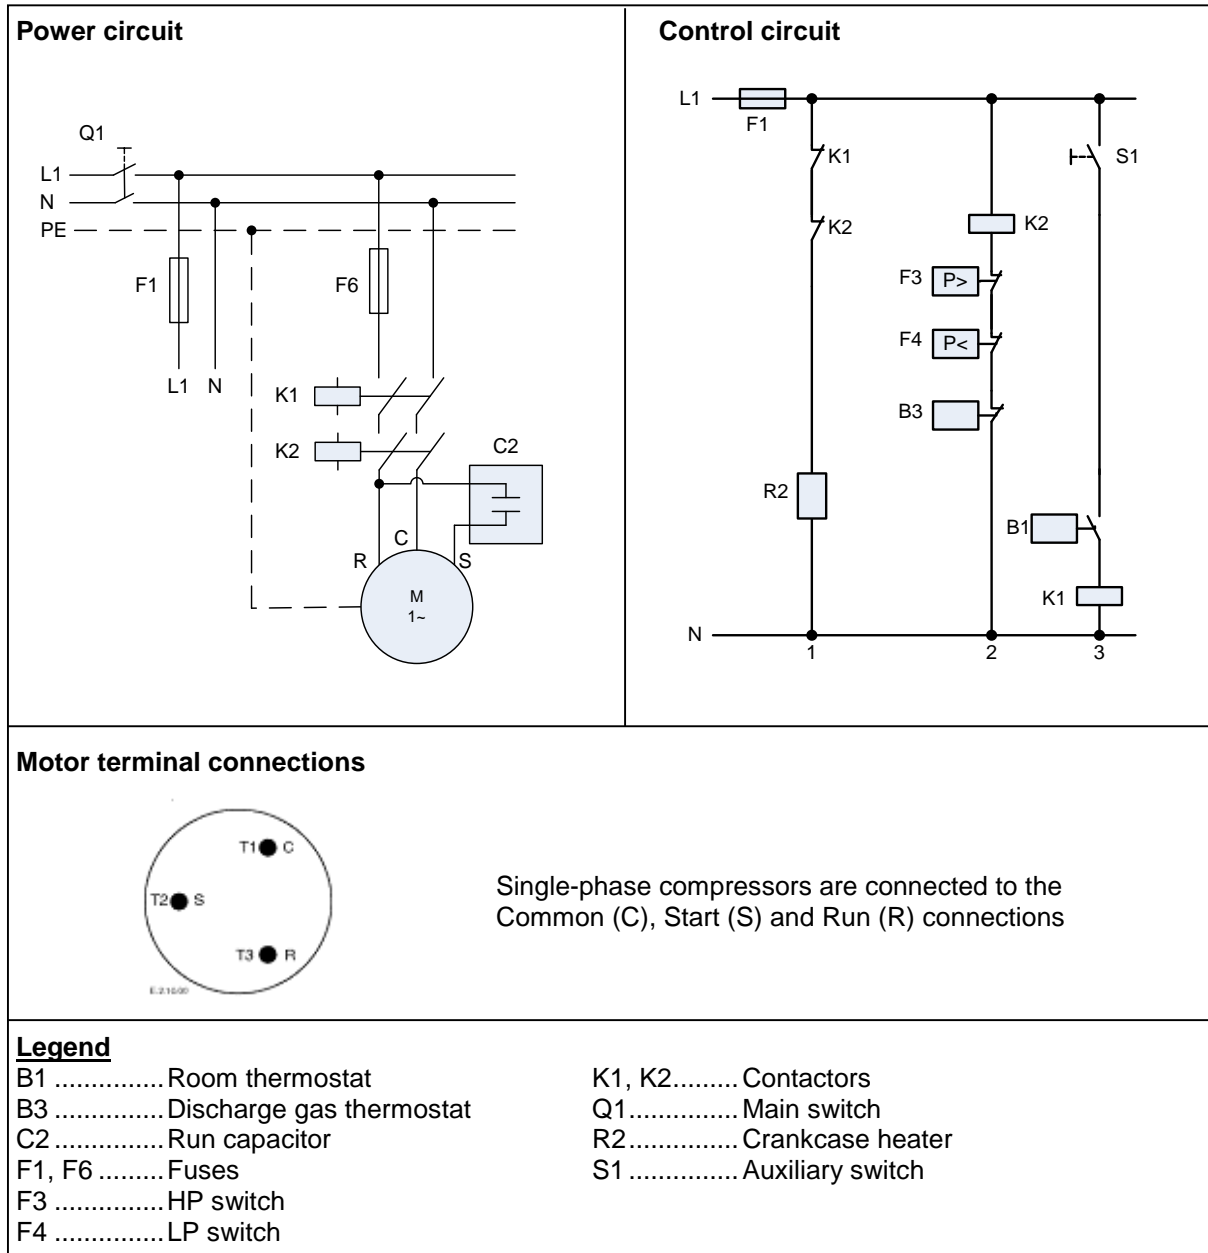 Power circuit
Q1
L1
N
PE
F1
F6
L1 N
K1
K2
C2
C
R
S
M
1~
Control circuit
L1
F1
K1
S1
K2
K2
F3 P>
F4 P<
B3
R2
B1
K1
N
1 2 3
Motor terminal connections
T1 C
T2 S
T3 R
E.2.10.00
Single-phase compressors are connected to the
Common (C), Start (S) and Run (R) connections
Legend
B1 ............... Room thermostat
B3 ............... Discharge gas thermostat
C2 ............... Run capacitor
F1, F6 ......... Fuses
F3 ............... HP switch
F4 ............... LP switch
K1, K2......... Contactors
Q1............... Main switch
R2............... Crankcase heater
S1 ............... Auxiliary switch